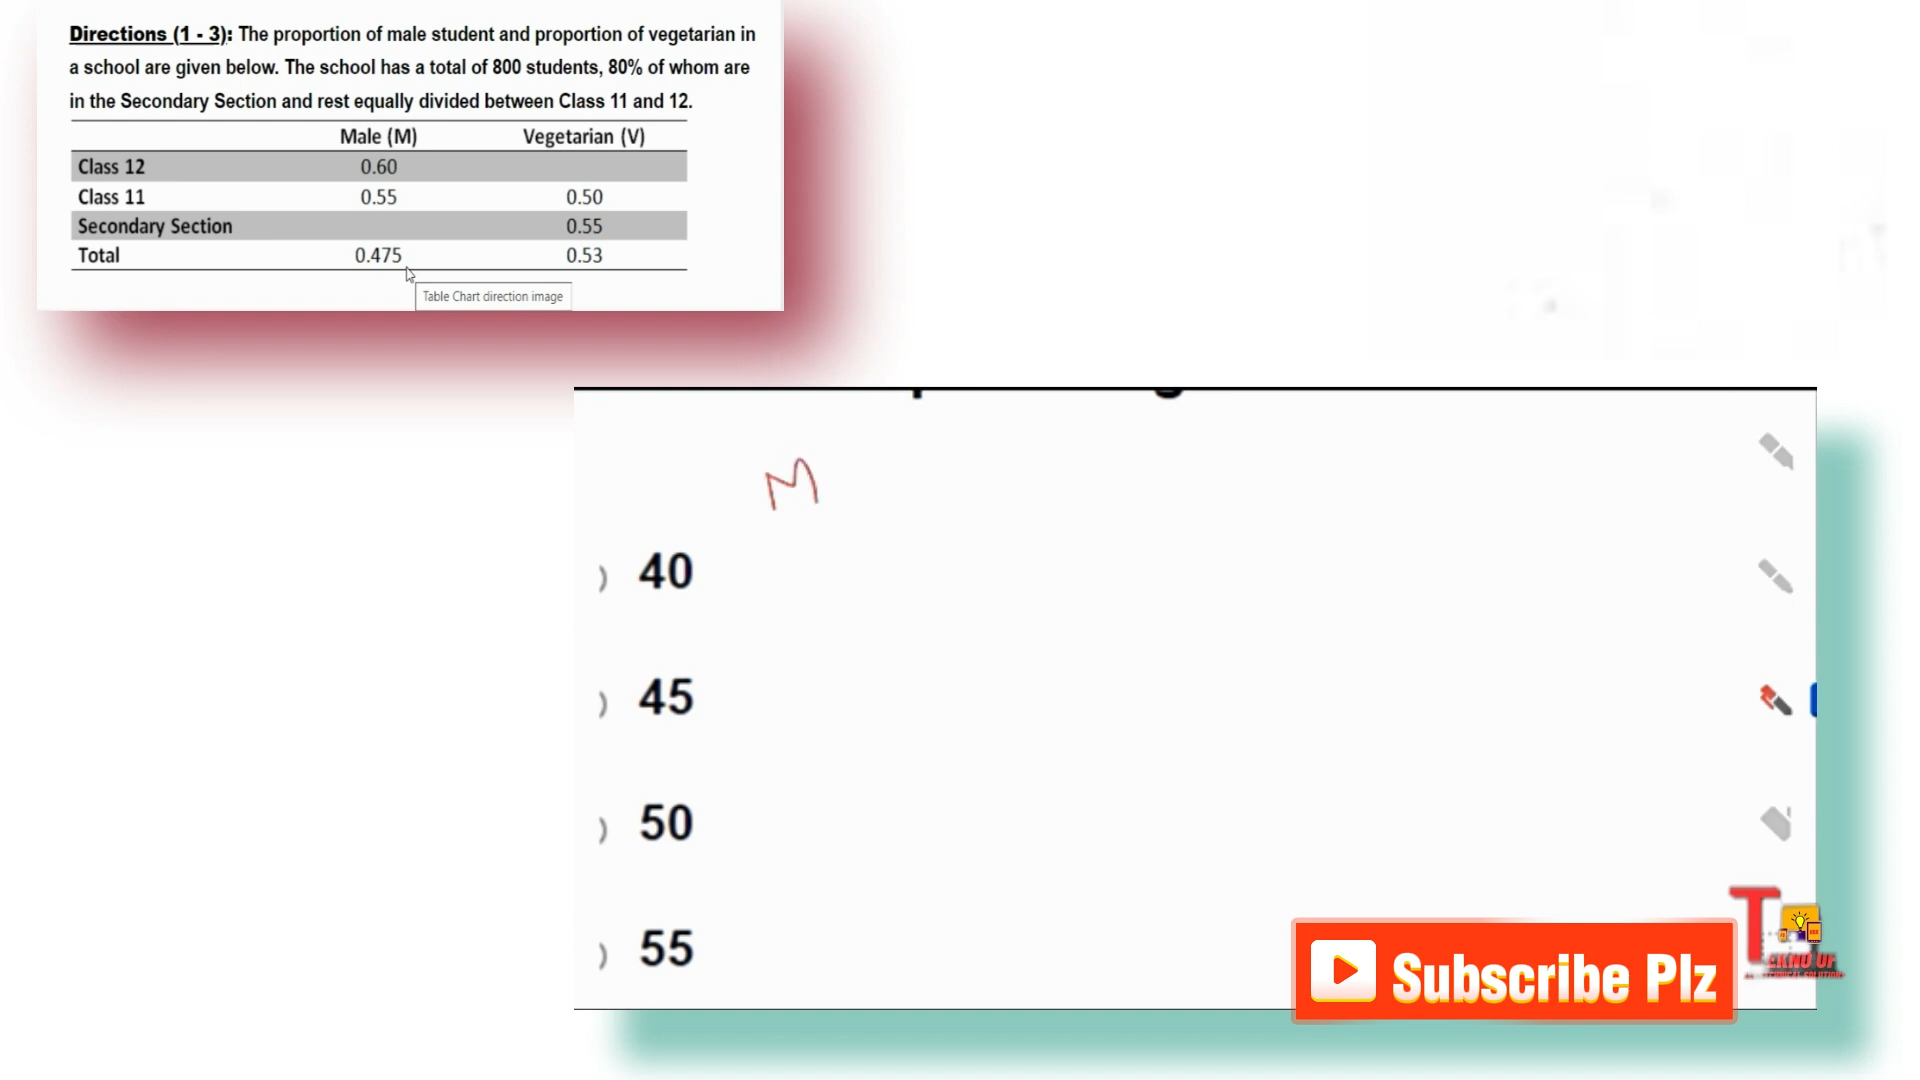 Directions (1 - 3): The proportion of male student and proportion of vegetarian in
a school are given below. The school has a total of 800 students, 80% of whom are
in the Secondary Section and rest equally divided between Class 11 and 12.
Male (M) Vegetarian (V)
Class 12 0.60
Class 11 0.55 0.50
Secondary Section 0.55
Total 0.475 0.53
Table Chart direction image
M
) 40
) 45
) 50
) 55
Subscribe Plz